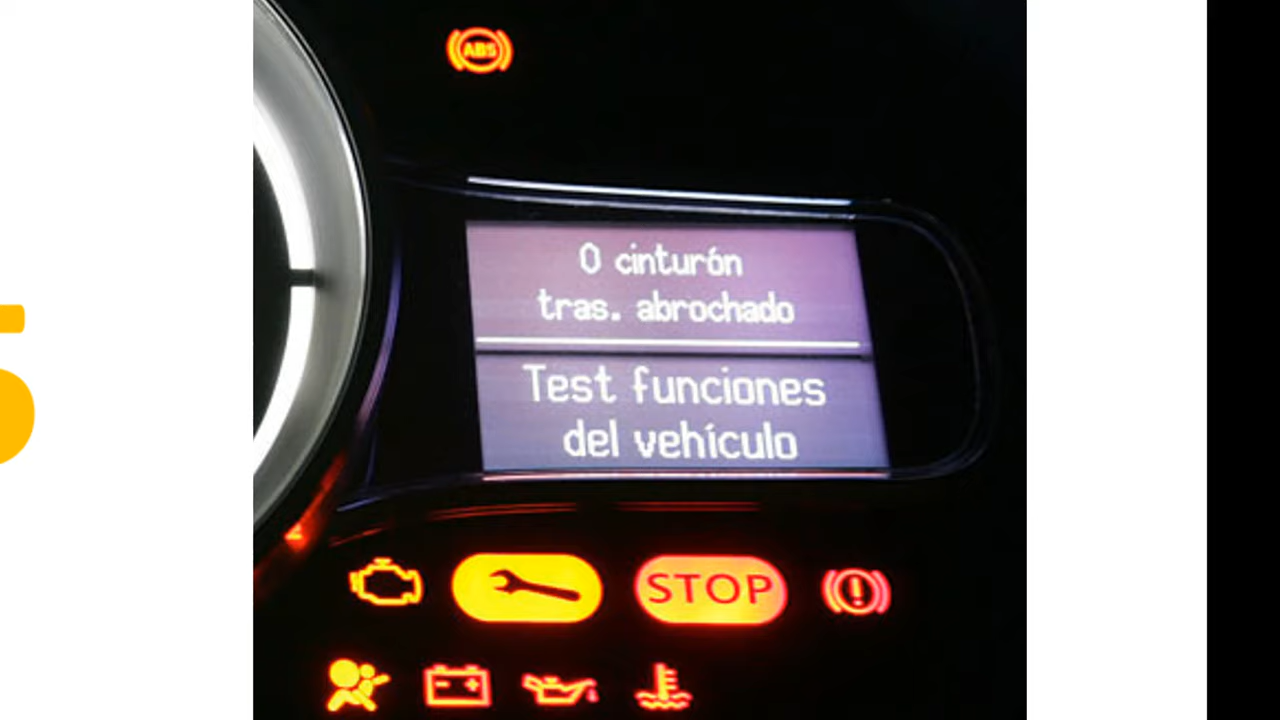 ABS
0 cinturón
tras. abrochado
Test funciones
del vehículo
STOP